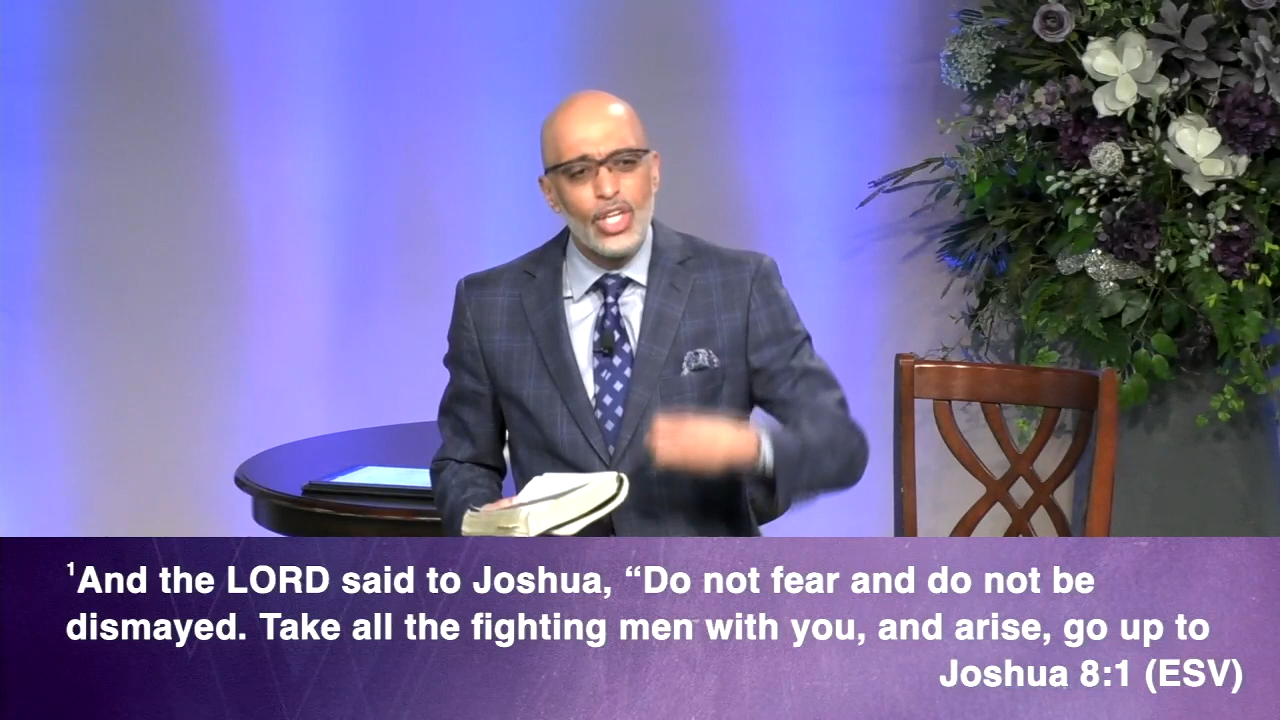 ¹And the LORD said to Joshua, “Do not fear and do not be
dismayed. Take all the fighting men with you, and arise, go up to
Joshua 8:1 (ESV)